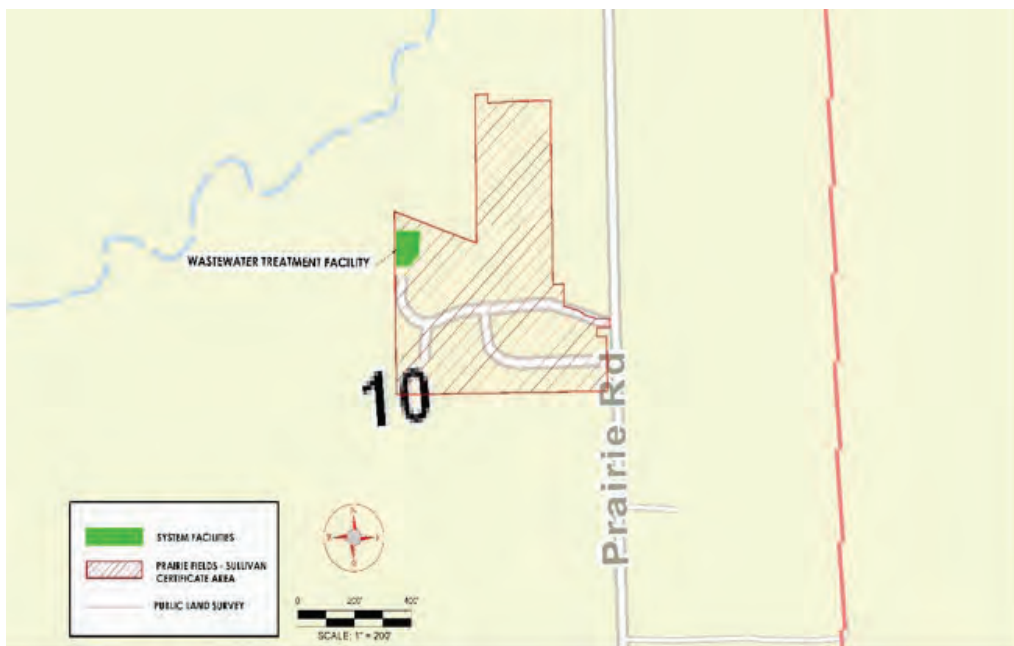 WASTEWATER TREATMENT FACILITY
10
Prairie Rd
SYSTEM FACILITIES
PRAIRIE FIELDS - SULLIVAN
CERTIFICATE AREA
PUBLIC LAND SURVEY
0 200' 400'
SCALE: 1" = 200'